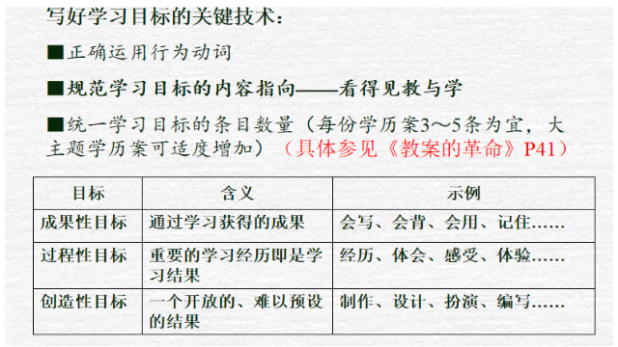 写好学习目标的关键技术：
■正确运用行为动词
■规范学习目标的内容指向——看得见教与学
■统一学习目标的条目数量（每份学历案3～5条为宜，大
主题学历案可适度增加）（具体参见《教案的革命》P41）
目标 含义 示例
成果性目标 通过学习获得的成果 会写、会背、会用、记住……
过程性目标 重要的学习经历即是学 经历、体会、感受、体验……
习结果
创造性目标 一个开放的、难以预设 制作、设计、扮演、编写……
的结果